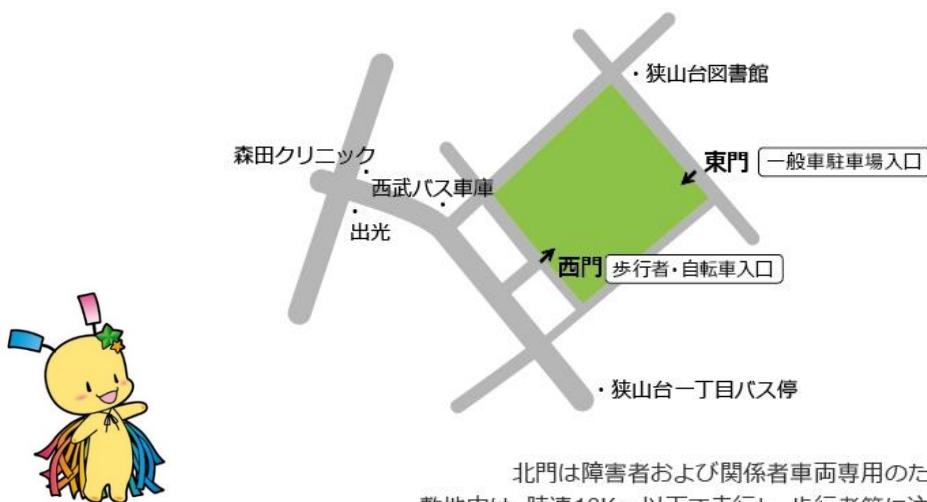 ・狭山台図書館
森田クリニック
東門 一般車駐車場入口
西武バス車庫
出光
西門 歩行者・自転車入口
・狭山台一丁目バス停
北門は障害者および関係者車両専用のた